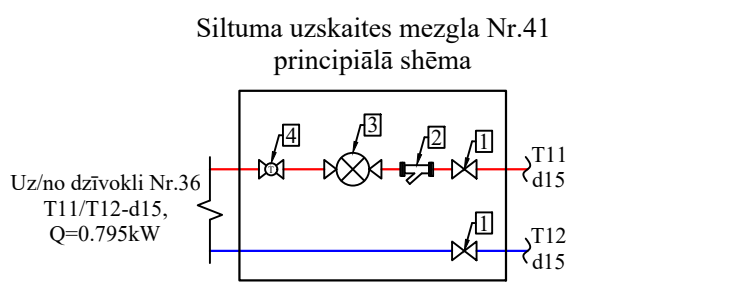 Siltuma uzskaites mezgla Nr.41
principiālā shēma
4
3
2
1
T11
d15
Uz/no dzīvokli Nr.36
T11/T12-d15,
Q=0.795kW
T
1
T12
d15